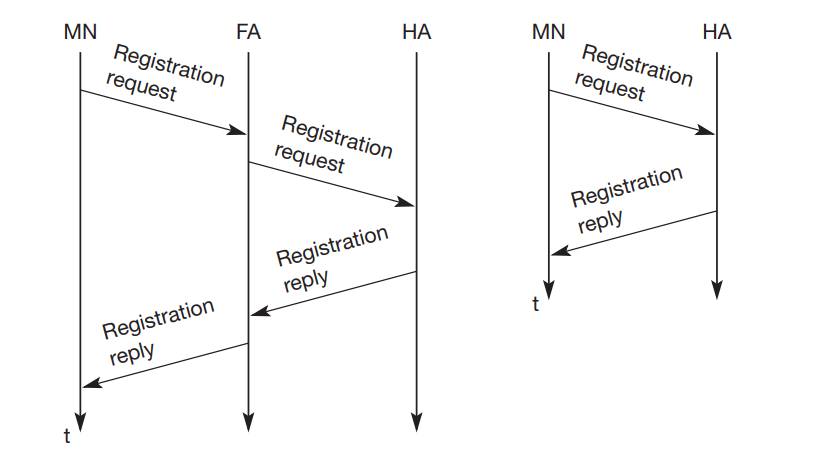 MN FA HA
Registration
request
Registration
request
Registration
reply
Registration
reply
t
MN HA
Registration
request
Registration
reply
t